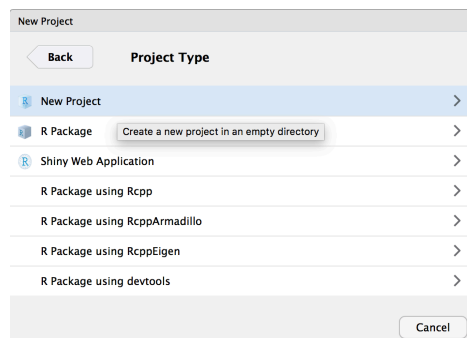 New Project
Back
Project Type
New Project
R Package
Create a new project in an empty directory
Shiny Web Application
R Package using Rcpp
R Package using RcppArmadillo
R Package using RcppEigen
R Package using devtools
Cancel